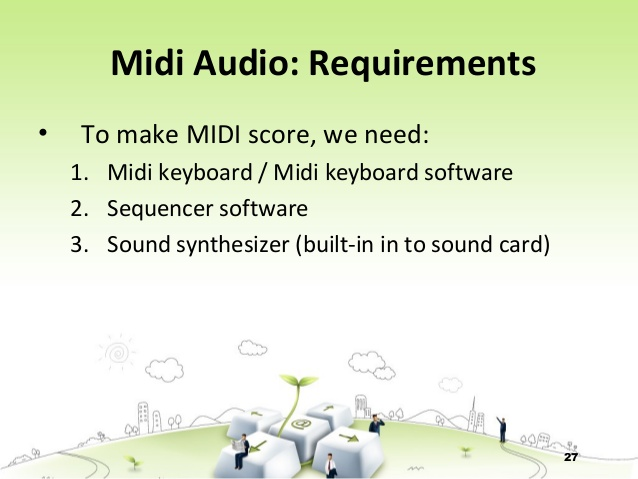 Midi Audio: Requirements
• To make MIDI score, we need:
1. Midi keyboard / Midi keyboard software
2. Sequencer software
3. Sound synthesizer (built-in in to sound card)
@
27